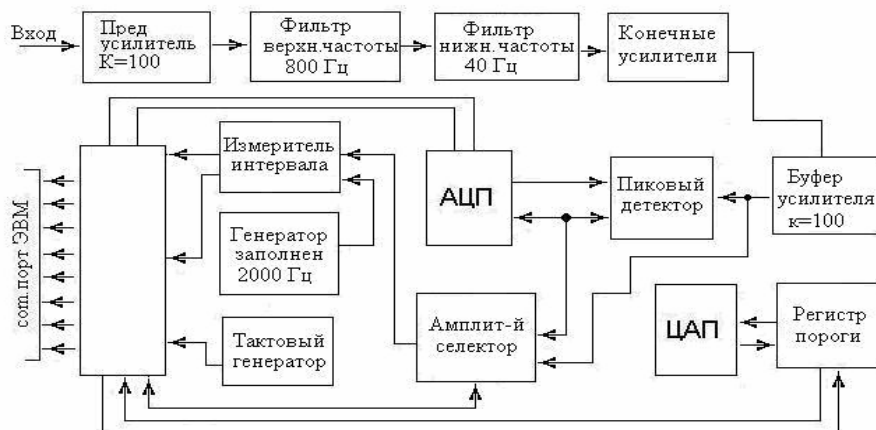 Вход
Пред
усилитель
К=100
Фильтр
верхн.частоты
800 Гц
Фильтр
нижн.частоты
40 Гц
Конечные
усилители
Измеритель
интервала
АЦП
Пиковый
детектор
Буфер
усилителя
к=100
Генератор
заполнен
2000 Гц
com.порт ЭВМ
Тактовый
генератор
Амплит-й
селектор
ЦАП
Регистр
пороги